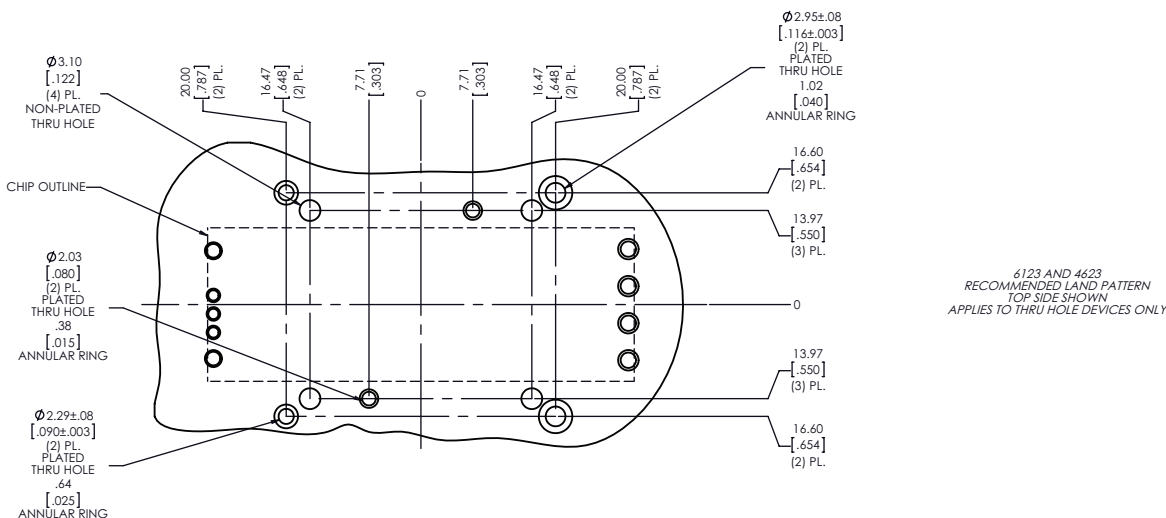 Ø3.10
[.122]
(4) PL.
NON-PLATED
THRU HOLE
20.00
[.787]
(2) PL.
16.47
[.648]
(2) PL.
7.71
[.303]
0
7.71
[.303]
16.47
[.648]
(2) PL.
20.00
[.787]
(2) PL.
Ø2.95±.08
[.116±.003]
(2) PL.
PLATED
THRU HOLE
1.02
[.040]
ANNULAR RING
16.60
[.654]
(2) PL.
13.97
[.550]
(3) PL.
0
13.97
[.550]
(3) PL.
16.60
[.654]
(2) PL.
CHIP OUTLINE
Ø2.03
[.080]
(2) PL.
PLATED
THRU HOLE
.38
[.015]
ANNULAR RING
Ø2.29±.08
[.090±.003]
(2) PL.
PLATED
THRU HOLE
.64
[.025]
ANNULAR RING
6123 AND 4623
RECOMMENDED LAND PATTERN
TOP SIDE SHOWN
APPLIES TO THRU HOLE DEVICES ONLY